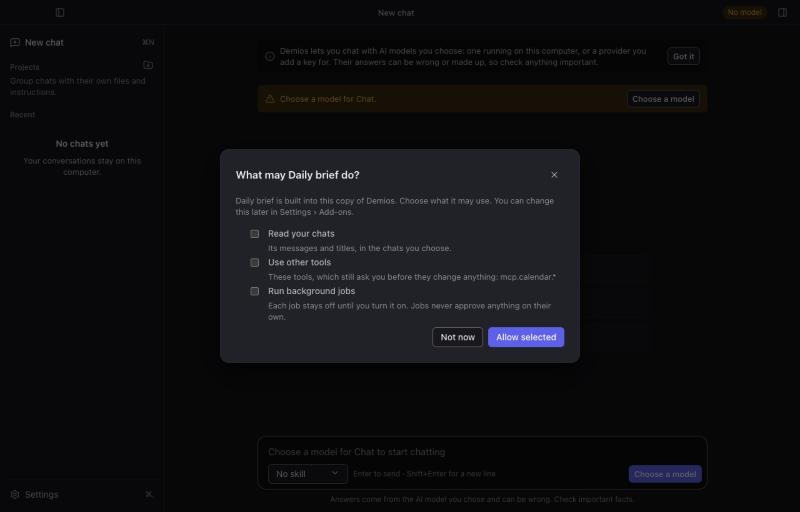 New chat
No model
New chat
⌘N
Projects
Group chats with their own files and
instructions.
Recent
No chats yet
Your conversations stay on this
computer.
Demios lets you chat with AI models you choose: one running on this computer, or a provider you
add a key for. Their answers can be wrong or made up, so check anything important.
Got it
Choose a model for Chat.
Choose a model
What may Daily brief do?
Daily brief is built into this copy of Demios. Choose what it may use. You can change
this later in Settings › Add-ons.
Read your chats
Its messages and titles, in the chats you choose.
Use other tools
These tools, which still ask you before they change anything: mcp.calendar.*
Run background jobs
Each job stays off until you turn it on. Jobs never approve anything on their
own.
Not now
Allow selected
Choose a model for Chat to start chatting
No skill
Enter to send · Shift+Enter for a new line
Choose a model
Answers come from the AI model you chose and can be wrong. Check important facts.
Settings
⌘,